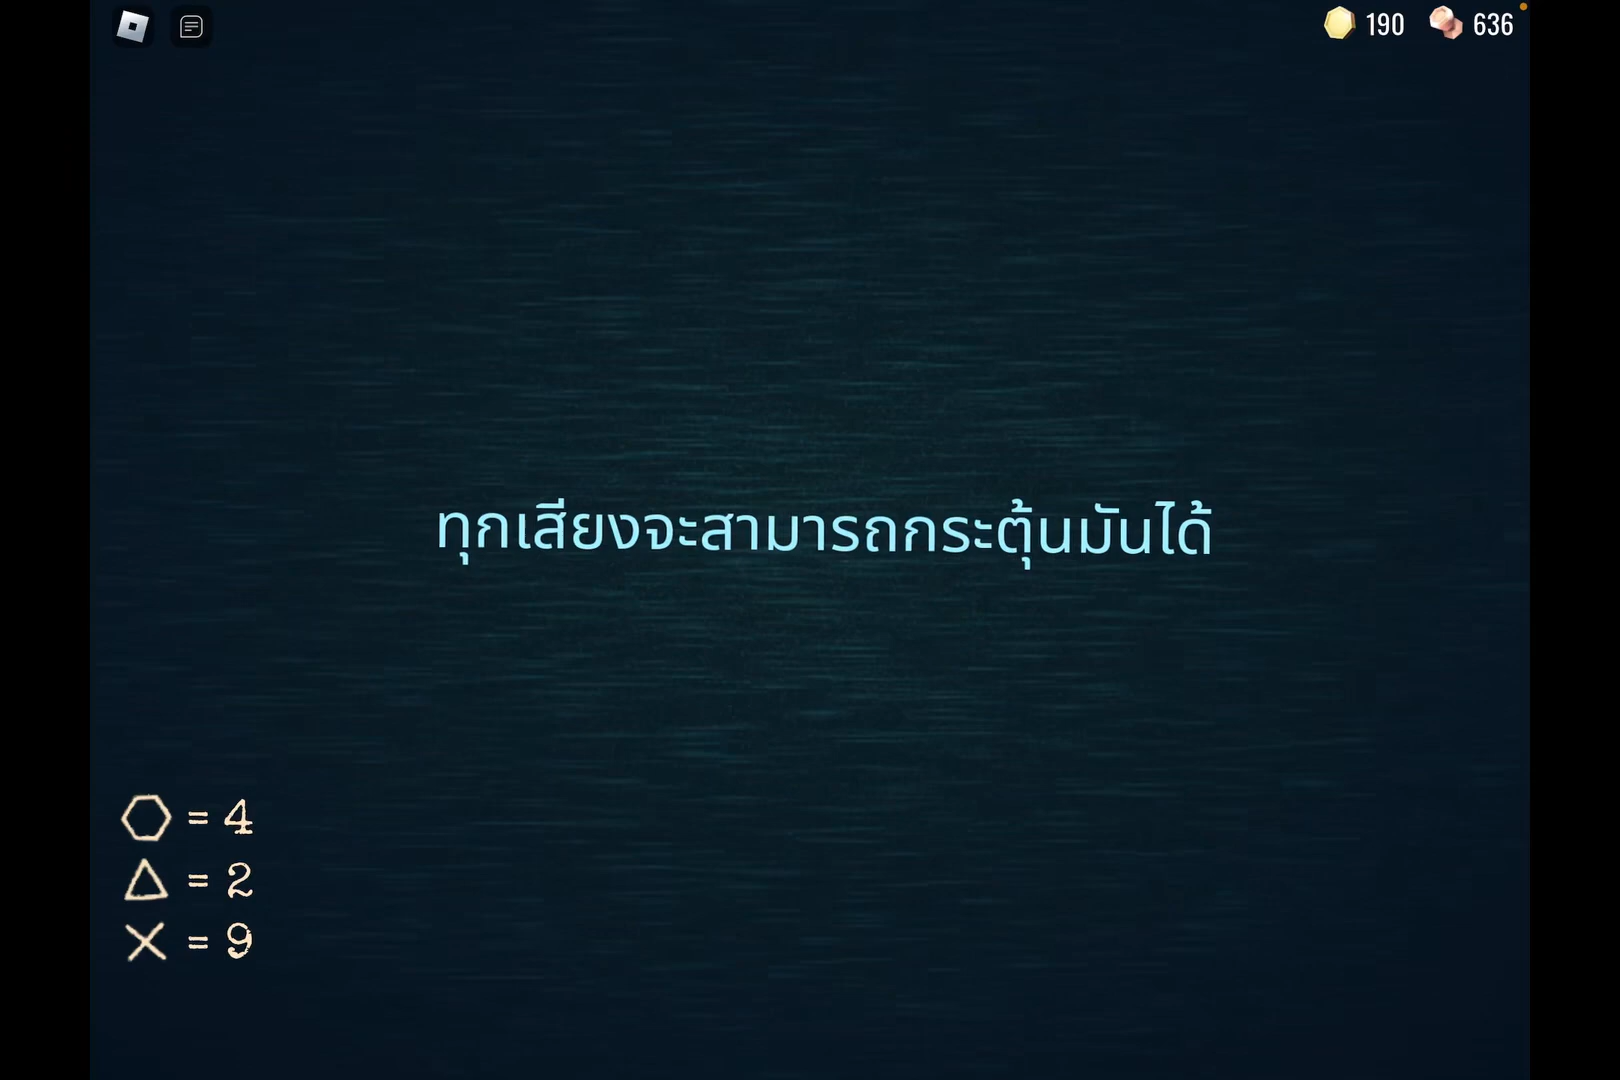 190 636
ทุกเสียงจะสามารถกระตุ้นมันได้
= 4
= 2
= 9